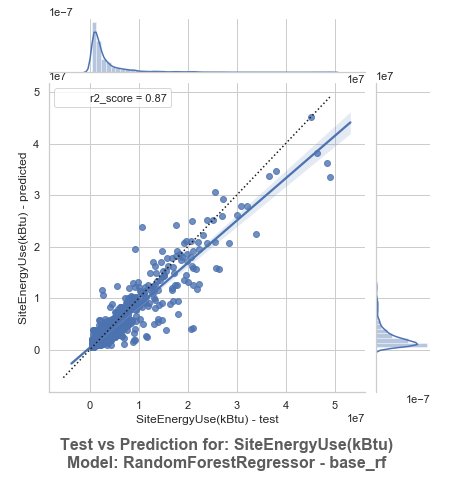 1e−7
1e7
1e7
1e7
r2_score = 0.87
5
4
3
2
1
0
SiteEnergyUse(kBtu) - predicted
0
1
2
3
4
5
SiteEnergyUse(kBtu) - test
1e7
1e−7
Test vs Prediction for: SiteEnergyUse(kBtu)
Model: RandomForestRegressor - base_rf